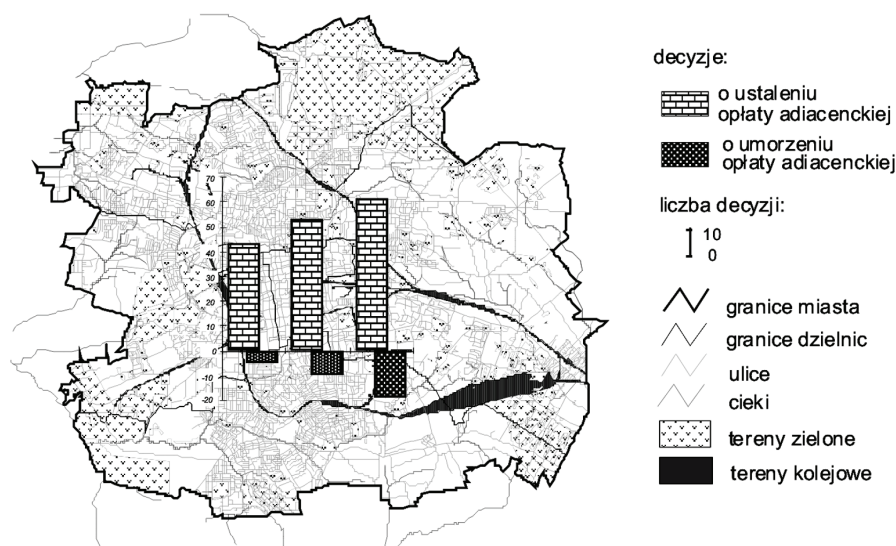 decyzje:
o ustaleniu
opłaty adiacenckiej
o umorzeniu
opłaty adiacenckiej
liczba decyzji:
10
0
granice miasta
granice dzielnic
ulice
cieki
tereny zielone
tereny kolejowe
70
60
50
40
30
20
10
0
-10
-20